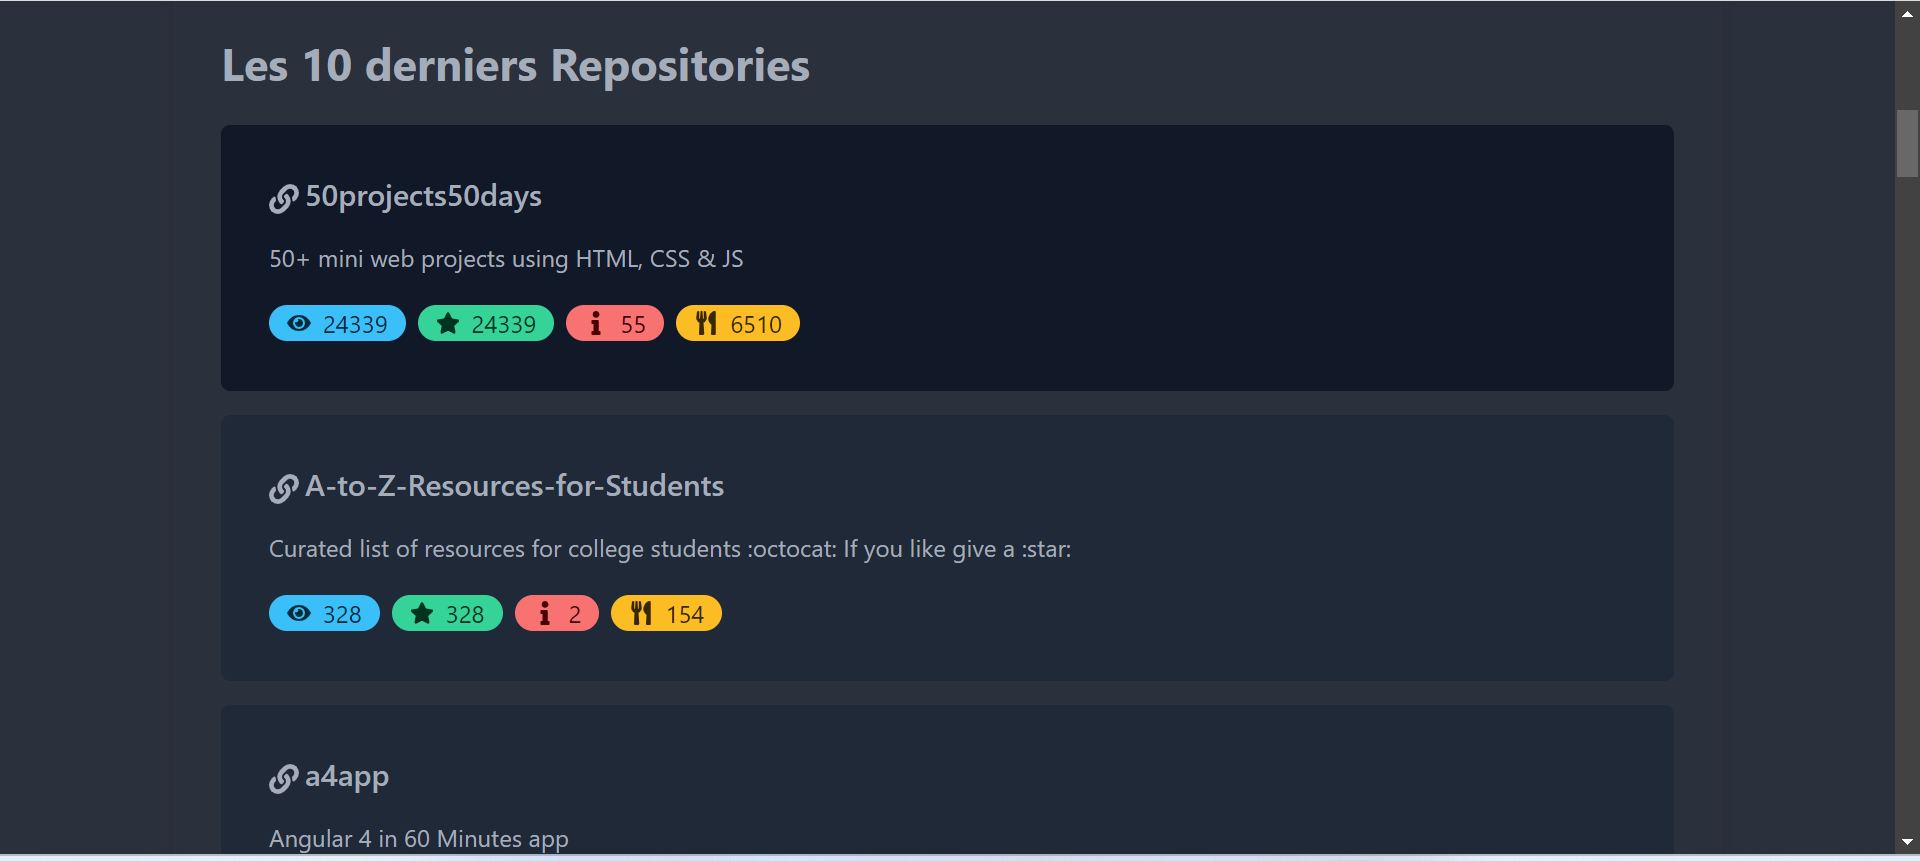 Les 10 derniers Repositories
50projects50days
50+ mini web projects using HTML, CSS & JS
24339 24339 55 6510
A-to-Z-Resources-for-Students
Curated list of resources for college students :octocat: If you like give a :star:
328 328 2 154
a4app
Angular 4 in 60 Minutes app